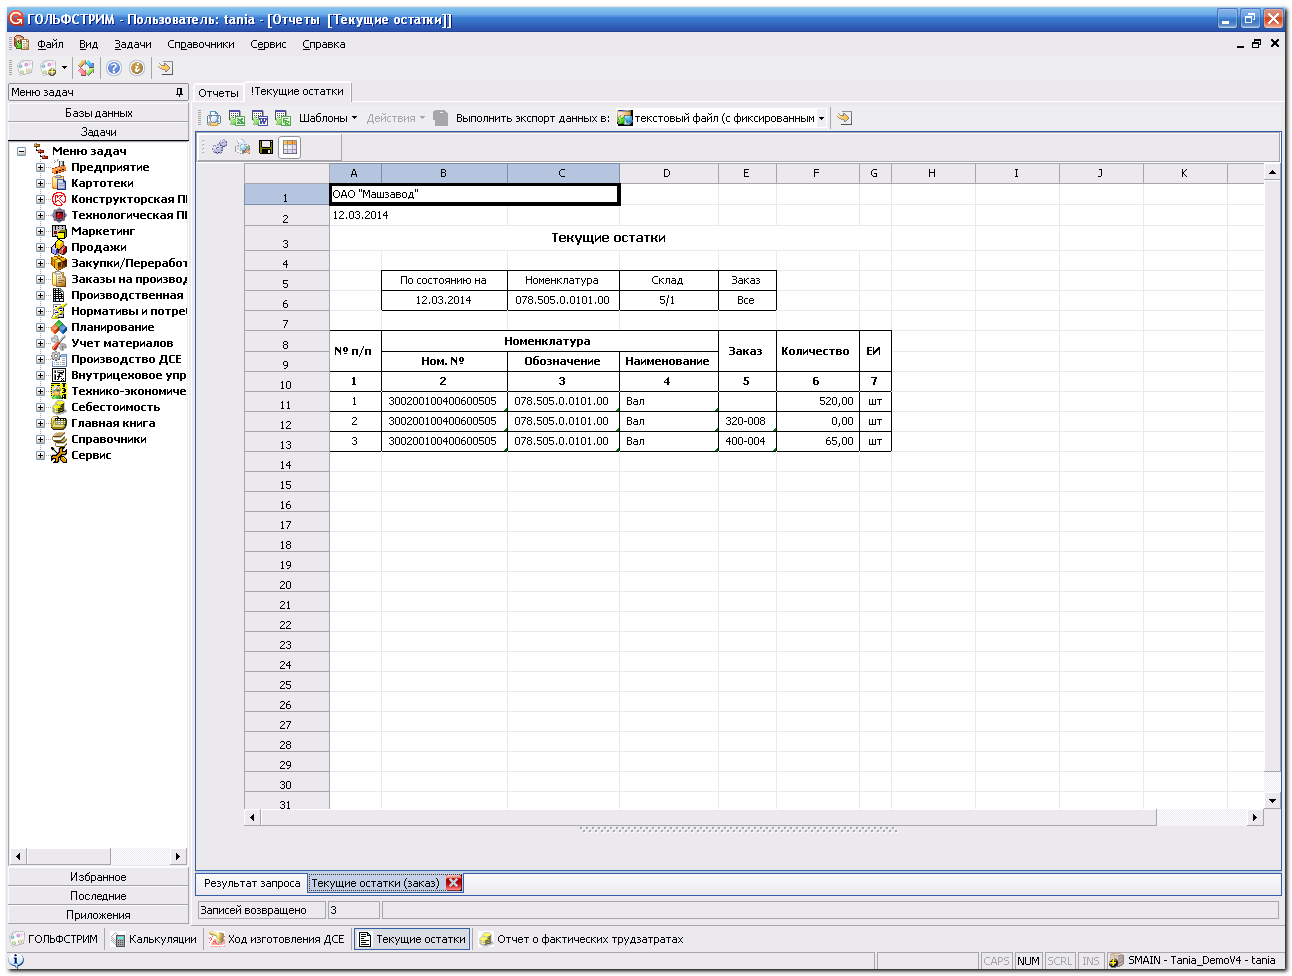 ГОЛЬФСТРИМ - Пользователь: tania - [Отчеты  [Текущие остатки]]
Файл Вид Задачи Справочники Сервис Справка
Меню задач
Отчеты !Текущие остатки
Базы данных
Шаблоны Действия Выполнить экспорт данных в: текстовый файл (с фиксированным
Задачи
Меню задач
Предприятие
Картотеки
Конструкторская П
Технологическая П
Маркетинг
Продажи
Закупки/Переработ
Заказы на производ
Производственная
Нормативы и потре
Планирование
Учет материалов
Производство ДСЕ
Внутрицеховое упр
Технико-экономиче
Себестоимость
Главная книга
Справочники
Сервис
Избранное
Последние
Приложения
A B C D E F G H I J K
1 ОАО "Машзавод"
2 12.03.2014
3 Текущие остатки
4
5 По состоянию на Номенклатура Склад Заказ
6 12.03.2014 078.505.0.0101.00 5/1 Все
7
8 № п/п Номенклатура Заказ Количество ЕИ
9 Ном. № Обозначение Наименование
10 1 2 3 4 5 6 7
11 1 300200100400600505 078.505.0.0101.00 Вал 520,00 шт
12 2 300200100400600505 078.505.0.0101.00 Вал 320-008 0,00 шт
13 3 300200100400600505 078.505.0.0101.00 Вал 400-004 65,00 шт
14
15
16
17
18
19
20
21
22
23
24
25
26
27
28
29
30
31
Результат запроса Текущие остатки (заказ)
Записей возвращено 3
ГОЛЬФСТРИМ Калькуляции Ход изготовления ДСЕ Текущие остатки Отчет о фактических трудзатратах
CAPS NUM SCRL INS SMAIN - Tania_DemoV4 - tania